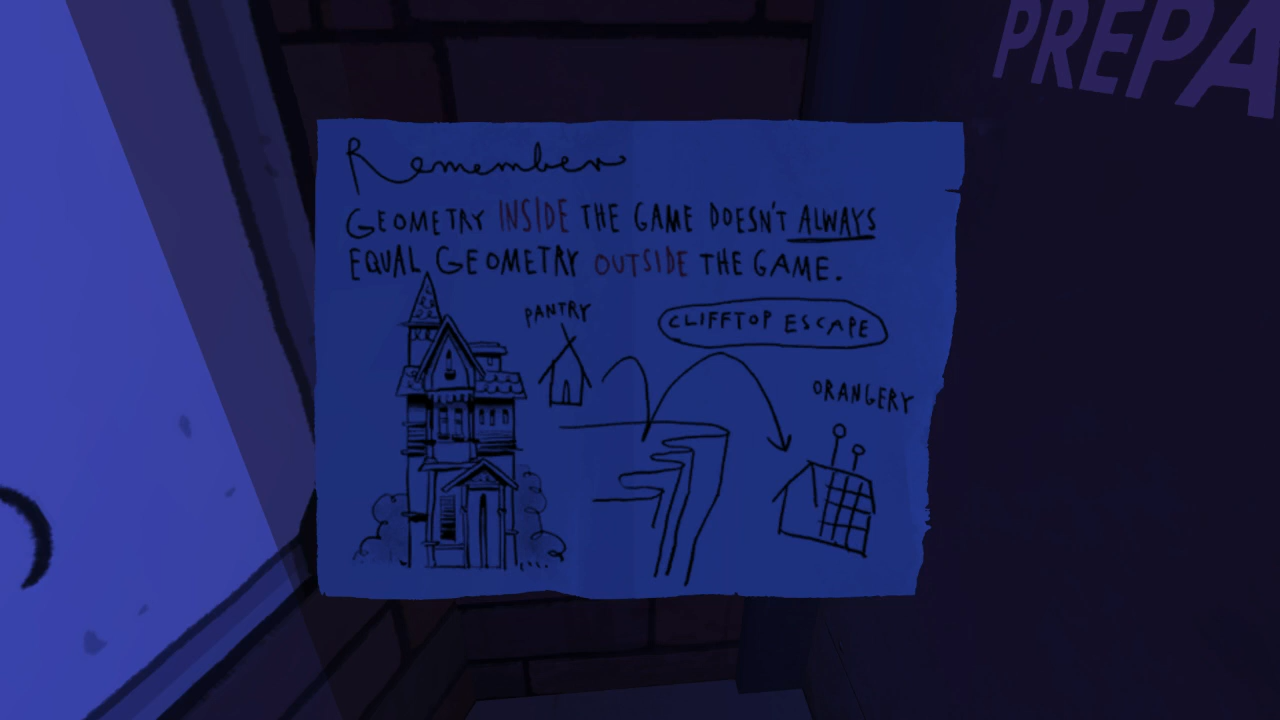 PREPA
Remember
GEOMETRY INSIDE THE GAME DOESN'T ALWAYS
EQUAL GEOMETRY OUTSIDE THE GAME.
PANTRY
CLIFFTOP ESCAPE
ORANGERY